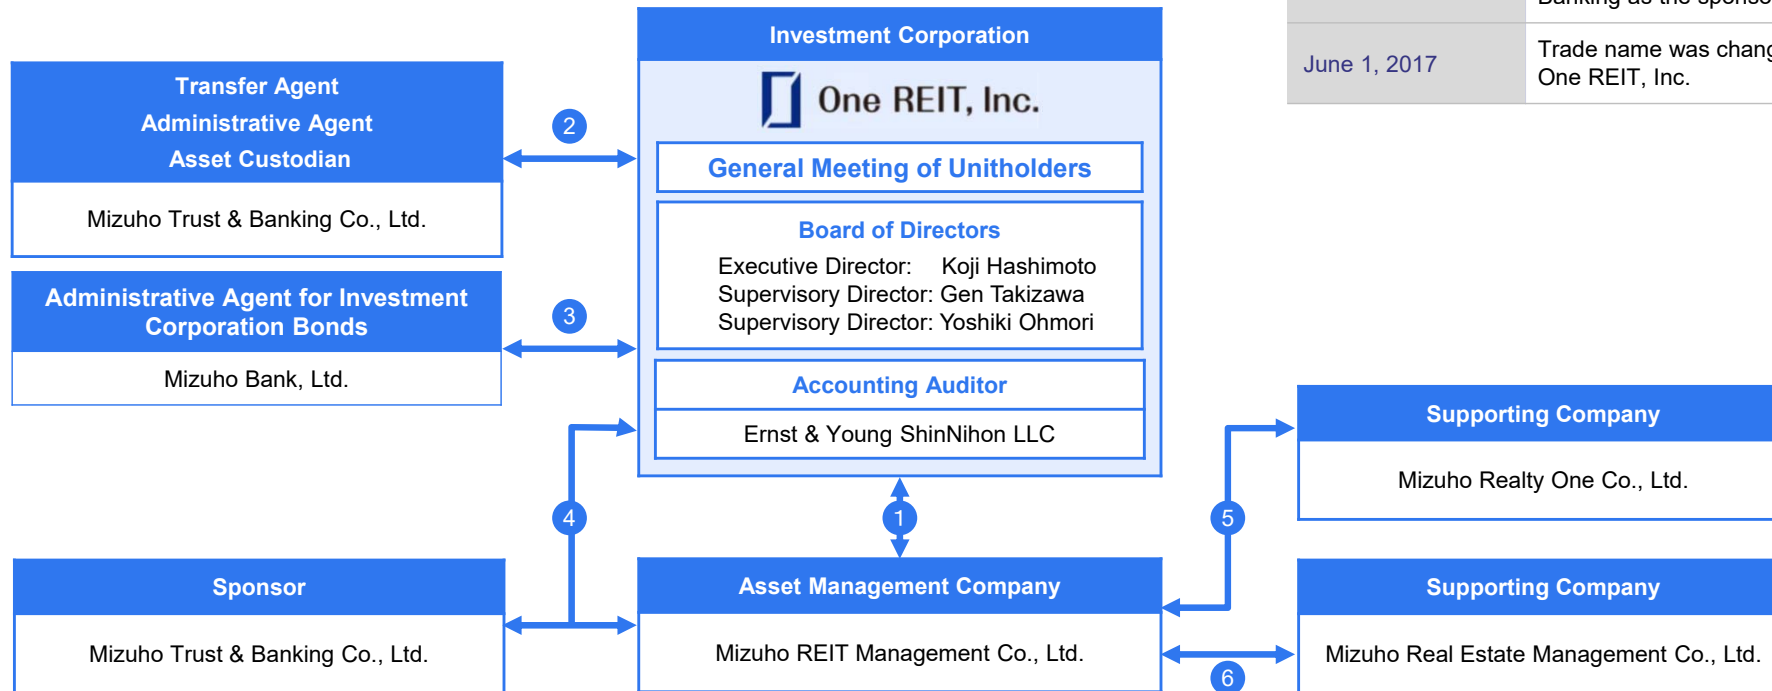 Banking as the sponso
June 1, 2017
Trade name was chang
One REIT, Inc.
Investment Corporation
One REIT, Inc.
General Meeting of Unitholders
Board of Directors
Executive Director: Koji Hashimoto
Supervisory Director: Gen Takizawa
Supervisory Director: Yoshiki Ohmori
Accounting Auditor
Ernst & Young ShinNihon LLC
Transfer Agent
Administrative Agent
Asset Custodian
Mizuho Trust & Banking Co., Ltd.
2
Administrative Agent for Investment
Corporation Bonds
Mizuho Bank, Ltd.
3
4
1
5
Supporting Company
Mizuho Realty One Co., Ltd.
Sponsor
Mizuho Trust & Banking Co., Ltd.
Asset Management Company
Mizuho REIT Management Co., Ltd.
6
Supporting Company
Mizuho Real Estate Management Co., Ltd.